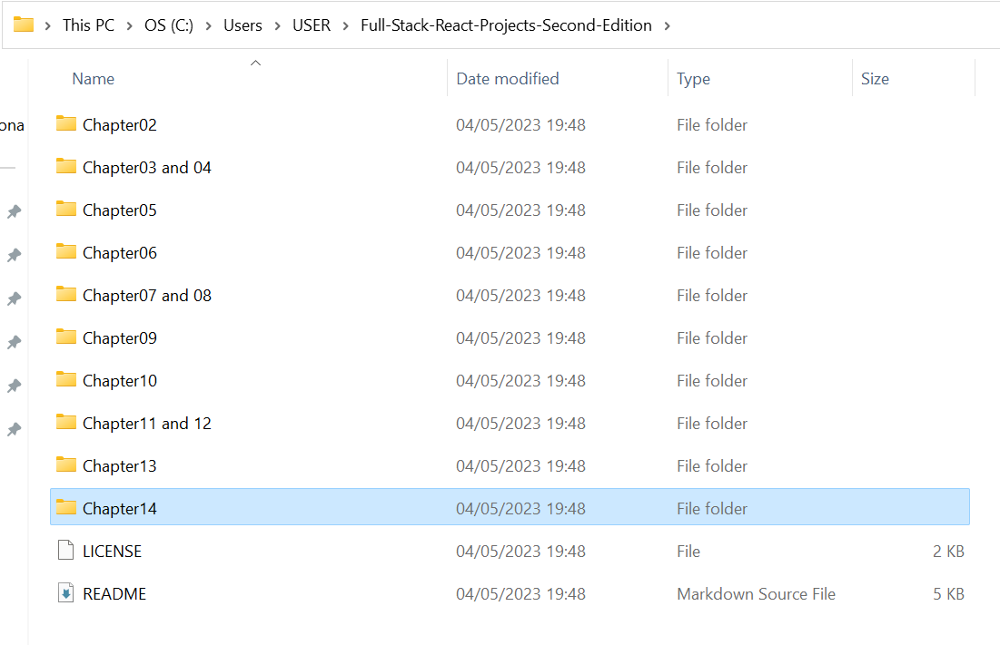 This PC > OS (C:) > Users > USER > Full-Stack-React-Projects-Second-Edition >
Name Date modified Type Size
ona
Chapter02 04/05/2023 19:48 File folder
Chapter03 and 04 04/05/2023 19:48 File folder
Chapter05 04/05/2023 19:48 File folder
Chapter06 04/05/2023 19:48 File folder
Chapter07 and 08 04/05/2023 19:48 File folder
Chapter09 04/05/2023 19:48 File folder
Chapter10 04/05/2023 19:48 File folder
Chapter11 and 12 04/05/2023 19:48 File folder
Chapter13 04/05/2023 19:48 File folder
Chapter14 04/05/2023 19:48 File folder
LICENSE 04/05/2023 19:48 File 2 KB
README 04/05/2023 19:48 Markdown Source File 5 KB